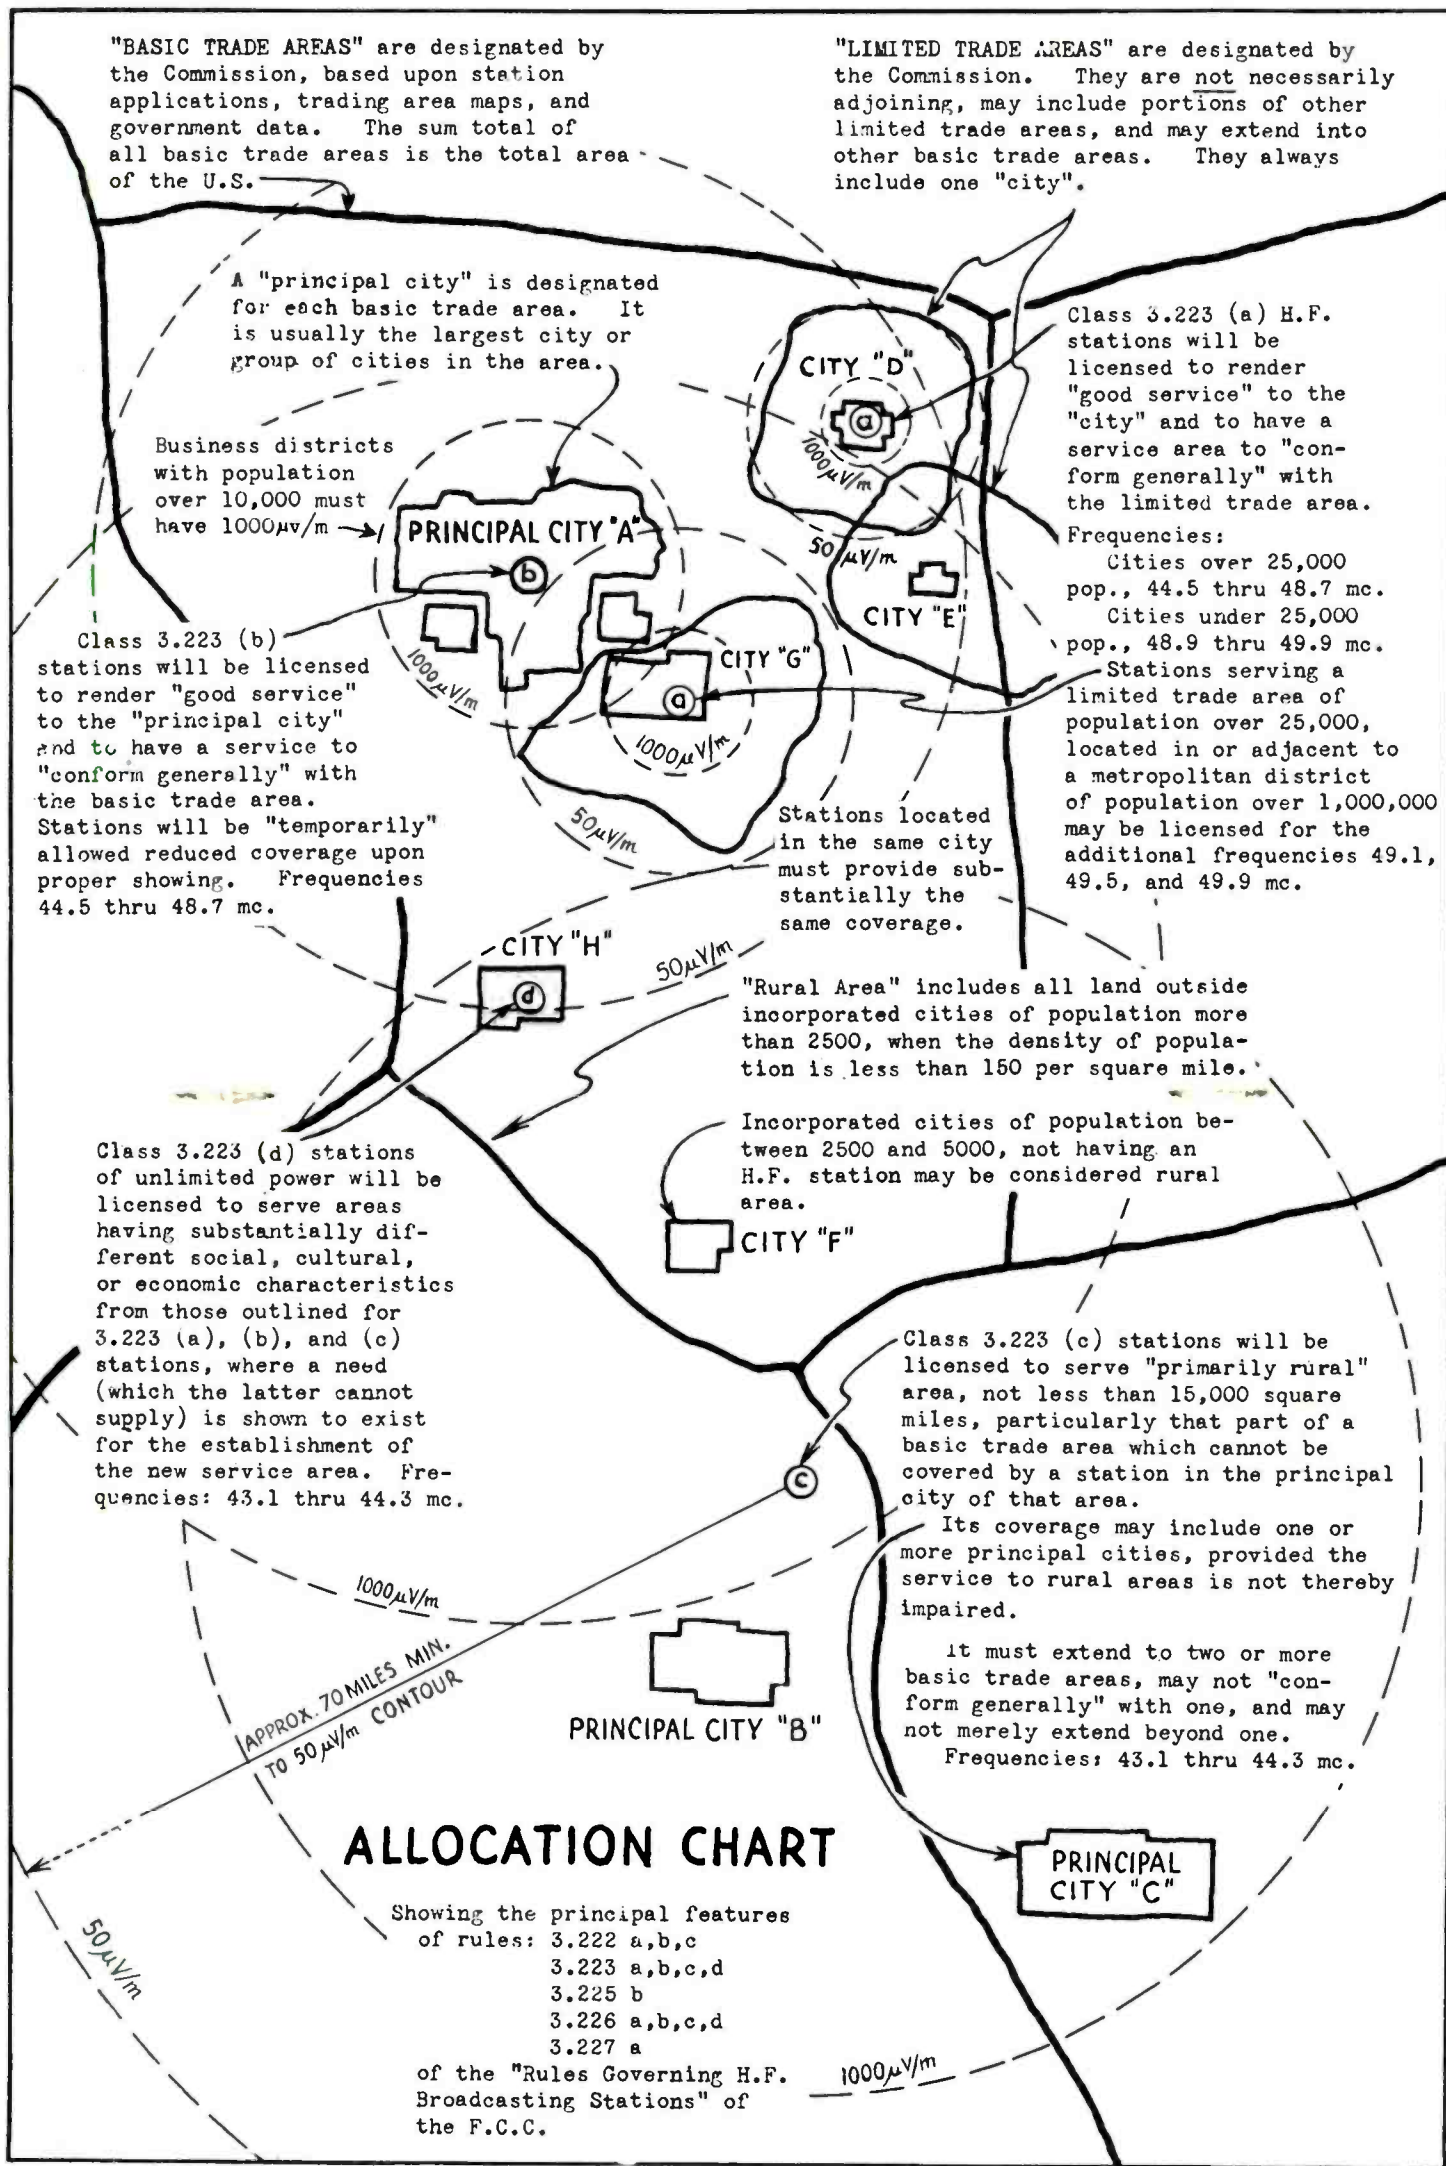 "BASIC TRADE AREAS" are designated by
the Commission, based upon station
applications, trading area maps, and
government data. The sum total of
all basic trade areas is the total area
of the U.S.
"LIMITED TRADE AREAS" are designated by
the Commission. They are not necessarily
adjoining, may include portions of other
limited trade areas, and may extend into
other basic trade areas. They always
include one "city".
A "principal city" is designated
for each basic trade area. It
is usually the largest city or
group of cities in the area.
CITY "D"
a
1000μV/m
50μV/m
Class 3.223 (a) H.F.
stations will be
licensed to render
"good service" to the
"city" and to have a
service area to "con-
form generally" with
the limited trade area.
Frequencies:
Cities over 25,000
pop., 44.5 thru 48.7 mc.
Cities under 25,000
pop., 48.9 thru 49.9 mc.
Stations serving a
limited trade area of
population over 25,000,
located in or adjacent to
a metropolitan district
of population over 1,000,000
may be licensed for the
additional frequencies 49.1,
49.5, and 49.9 mc.
Business districts
with population
over 10,000 must
have 1000μv/m
PRINCIPAL CITY "A"
b
1000μV/m
CITY "E"
CITY "G"
a
1000μV/m
50μV/m
Class 3.223 (b)
stations will be licensed
to render "good service"
to the "principal city"
and to have a service to
"conform generally" with
the basic trade area.
Stations will be "temporarily"
allowed reduced coverage upon
proper showing. Frequencies
44.5 thru 48.7 mc.
Stations located
in the same city
must provide sub-
stantially the
same coverage.
CITY "H"
d
50μV/m
"Rural Area" includes all land outside
incorporated cities of population more
than 2500, when the density of popula-
tion is less than 150 per square mile.
Incorporated cities of population be-
tween 2500 and 5000, not having an
H.F. station may be considered rural
area.
CITY "F"
Class 3.223 (d) stations
of unlimited power will be
licensed to serve areas
having substantially dif-
ferent social, cultural,
or economic characteristics
from those outlined for
3.223 (a), (b), and (c)
stations, where a need
(which the latter cannot
supply) is shown to exist
for the establishment of
the new service area. Fre-
quencies: 43.1 thru 44.3 mc.
Class 3.223 (c) stations will be
licensed to serve "primarily rural"
area, not less than 15,000 square
miles, particularly that part of a
basic trade area which cannot be
covered by a station in the principal
city of that area.
Its coverage may include one or
more principal cities, provided the
service to rural areas is not thereby
impaired.
It must extend to two or more
basic trade areas, may not "con-
form generally" with one, and may
not merely extend beyond one.
Frequencies: 43.1 thru 44.3 mc.
c
1000μV/m
APPROX. 70 MILES MIN.
TO 50μV/m CONTOUR
PRINCIPAL CITY "B"
PRINCIPAL
CITY "C"
50μV/m
ALLOCATION CHART
Showing the principal features
of rules: 3.222 a,b,c
3.223 a,b,c,d
3.225 b
3.226 a,b,c,d
3.227 a
of the "Rules Governing H.F.
Broadcasting Stations" of
the F.C.C.
1000μV/m